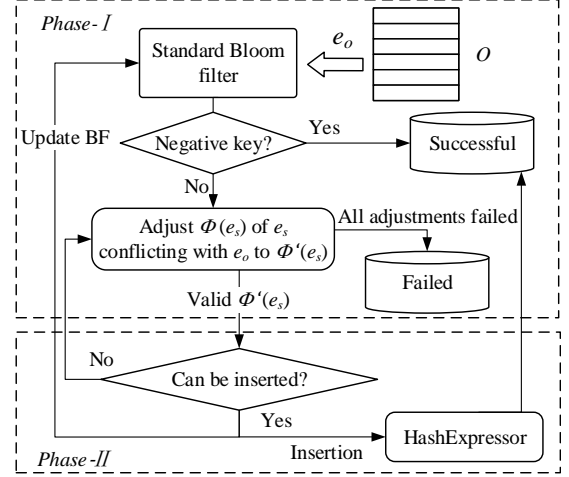 Phase-Ⅰ
Standard Bloom
filter
e_o
O
Update BF
Negative key?
Yes
Successful
No
Adjust Φ(e_s) of e_s
conflicting with e_o to Φ‘(e_s)
All adjustments failed
Failed
Valid Φ‘(e_s)
No
Can be inserted?
Yes
Insertion
HashExpressor
Phase-Ⅱ